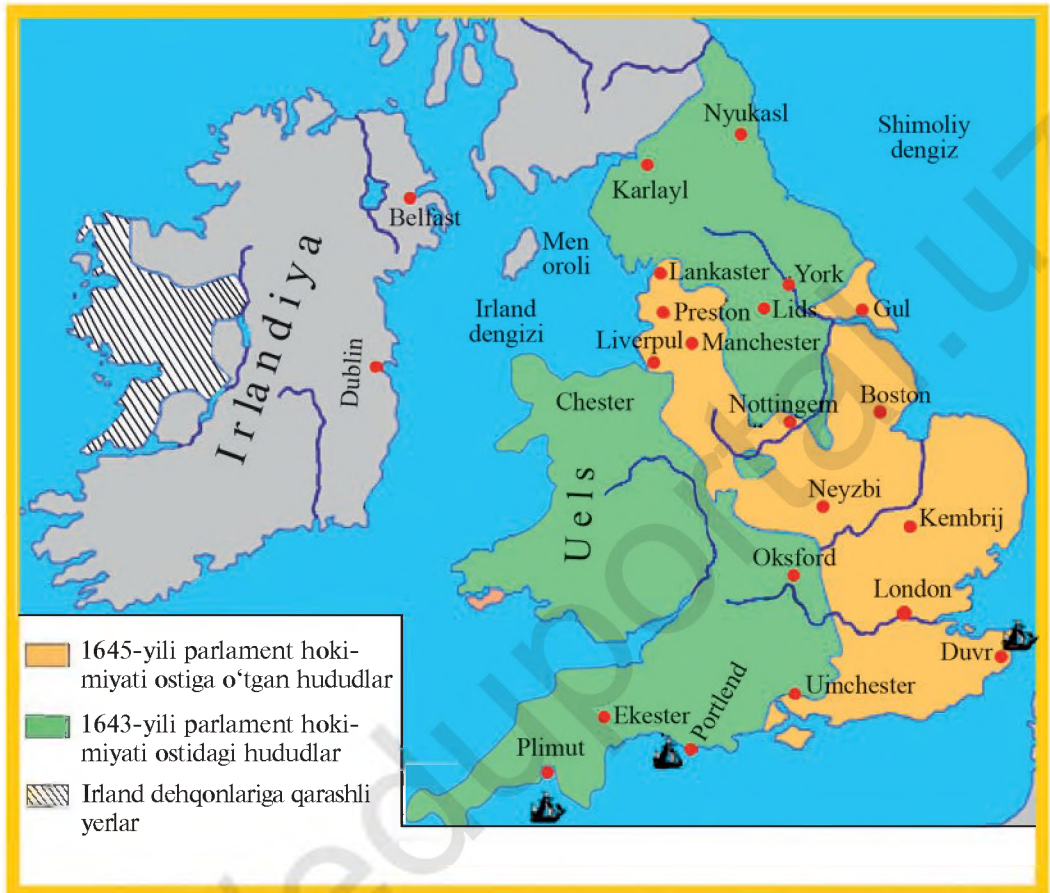 Nyukasl
Shimoliy
dengiz
Karlayl
Belfast
Men
oroli
Lankaster
York
Irland
dengizi
Preston
Lids
Gul
Liverpul
Manchester
Irlandiya
Dublin
Chester
Nottingem
Boston
Uels
Neyzbi
Kembrij
Oksford
London
Duvr
Uinchester
Portlend
Ekester
Plimut
1645-yili parlament hoki-
miyati ostiga o‘tgan hududlar
1643-yili parlament hoki-
miyati ostidagi hududlar
Irland dehqonlariga qarashli
yerlar
eduportal.uz